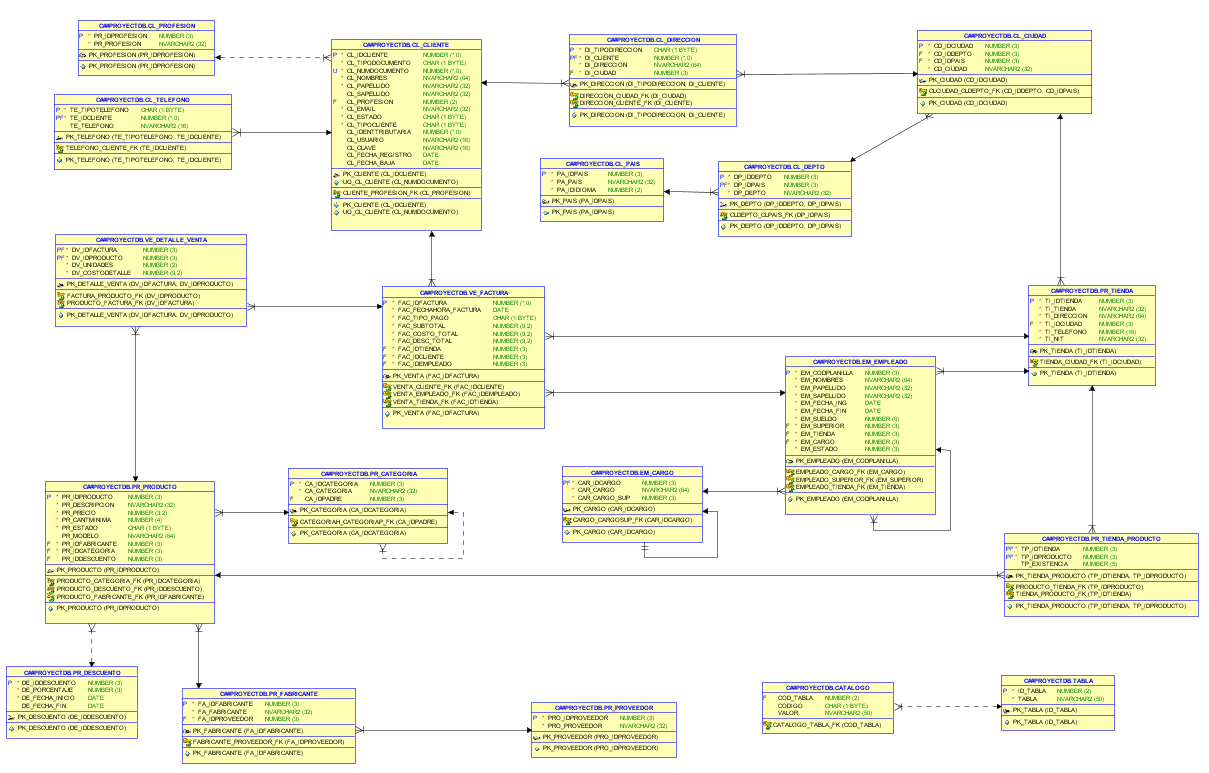 C##PROYECTDB.CL_PROFESION
P * PR_IDPROFESION NUMBER (3)
* PR_PROFESION NVARCHAR2 (32)
PK_PROFESION (PR_IDPROFESION)
PK_PROFESION (PR_IDPROFESION)
C##PROYECTDB.CL_TELEFONO
P * TE_TIPOTELEFONO CHAR (1 BYTE)
PF* TE_IDCLIENTE NUMBER (*,0)
TE_TELEFONO NVARCHAR2 (16)
PK_TELEFONO (TE_TIPOTELEFONO, TE_IDCLIENTE)
TELEFONO_CLIENTE_FK (TE_IDCLIENTE)
PK_TELEFONO (TE_TIPOTELEFONO, TE_IDCLIENTE)
C##PROYECTDB.CL_CLIENTE
P * CL_IDCLIENTE NUMBER (*,0)
* CL_TIPODOCUMENTO CHAR (1 BYTE)
U * CL_NUMDOCUMENTO NUMBER (*,0)
* CL_NOMBRES NVARCHAR2 (64)
* CL_PAPELLIDO NVARCHAR2 (32)
CL_SAPELLIDO NVARCHAR2 (32)
F CL_PROFESION NUMBER (2)
* CL_EMAIL NVARCHAR2 (32)
* CL_ESTADO CHAR (1 BYTE)
* CL_TIPOCLIENTE CHAR (1 BYTE)
CL_IDENTTRIBUTARIA NUMBER (*,0)
CL_USUARIO NVARCHAR2 (16)
CL_CLAVE NVARCHAR2 (16)
CL_FECHA_REGISTRO DATE
CL_FECHA_BAJA DATE
PK_CLIENTE (CL_IDCLIENTE)
UQ_CL_CLIENTE (CL_NUMDOCUMENTO)
CLIENTE_PROFESION_FK (CL_PROFESION)
PK_CLIENTE (CL_IDCLIENTE)
UQ_CL_CLIENTE (CL_NUMDOCUMENTO)
C##PROYECTDB.CL_DIRECCION
P * DI_TIPODIRECCION CHAR (1 BYTE)
PF* DI_CLIENTE NUMBER (*,0)
* DI_DIRECCION NVARCHAR2 (64)
F * DI_CIUDAD NUMBER (3)
PK_DIRECCION (DI_TIPODIRECCION, DI_CLIENTE)
DIRECCION_CIUDAD_FK (DI_CIUDAD)
DIRECCION_CLIENTE_FK (DI_CLIENTE)
PK_DIRECCION (DI_TIPODIRECCION, DI_CLIENTE)
C##PROYECTDB.CL_CIUDAD
P * CD_IDCIUDAD NUMBER (3)
F * CD_IDDEPTO NUMBER (3)
F * CD_IDPAIS NUMBER (3)
* CD_CIUDAD NVARCHAR2 (32)
PK_CIUDAD (CD_IDCIUDAD)
CLCIUDAD_CLDEPTO_FK (CD_IDDEPTO, CD_IDPAIS)
PK_CIUDAD (CD_IDCIUDAD)
C##PROYECTDB.CL_PAIS
P * PA_IDPAIS NUMBER (3)
* PA_PAIS NVARCHAR2 (32)
* PA_IDIDIOMA NUMBER (2)
PK_PAIS (PA_IDPAIS)
PK_PAIS (PA_IDPAIS)
C##PROYECTDB.CL_DEPTO
P * DP_IDDEPTO NUMBER (3)
PF* DP_IDPAIS NUMBER (3)
* DP_DEPTO NVARCHAR2 (32)
PK_DEPTO (DP_IDDEPTO, DP_IDPAIS)
CLDEPTO_CLPAIS_FK (DP_IDPAIS)
PK_DEPTO (DP_IDDEPTO, DP_IDPAIS)
C##PROYECTDB.VE_DETALLE_VENTA
PF* DV_IDFACTURA NUMBER (3)
PF* DV_IDPRODUCTO NUMBER (3)
* DV_UNIDADES NUMBER (2)
* DV_COSTODETALLE NUMBER (9,2)
PK_DETALLE_VENTA (DV_IDFACTURA, DV_IDPRODUCTO)
FACTURA_PRODUCTO_FK (DV_IDPRODUCTO)
PRODUCTO_FACTURA_FK (DV_IDFACTURA)
PK_DETALLE_VENTA (DV_IDFACTURA, DV_IDPRODUCTO)
C##PROYECTDB.VE_FACTURA
P * FAC_IDFACTURA NUMBER (*,0)
* FAC_FECHAHORA_FACTURA DATE
* FAC_TIPO_PAGO CHAR (1 BYTE)
* FAC_SUBTOTAL NUMBER (9,2)
* FAC_COSTO_TOTAL NUMBER (9,2)
* FAC_DESC_TOTAL NUMBER (9,2)
F * FAC_IDTIENDA NUMBER (3)
F * FAC_IDCLIENTE NUMBER (3)
F * FAC_IDEMPLEADO NUMBER (3)
PK_VENTA (FAC_IDFACTURA)
VENTA_CLIENTE_FK (FAC_IDCLIENTE)
VENTA_EMPLEADO_FK (FAC_IDEMPLEADO)
VENTA_TIENDA_FK (FAC_IDTIENDA)
PK_VENTA (FAC_IDFACTURA)
C##PROYECTDB.PR_TIENDA
P * TI_IDTIENDA NUMBER (3)
* TI_TIENDA NVARCHAR2 (32)
* TI_DIRECCION NVARCHAR2 (64)
F * TI_IDCIUDAD NUMBER (3)
* TI_TELEFONO NUMBER (16)
* TI_NIT NVARCHAR2 (32)
PK_TIENDA (TI_IDTIENDA)
TIENDA_CIUDAD_FK (TI_IDCIUDAD)
PK_TIENDA (TI_IDTIENDA)
C##PROYECTDB.EM_EMPLEADO
P * EM_CODPLANILLA NUMBER (3)
* EM_NOMBRES NVARCHAR2 (64)
* EM_PAPELLIDO NVARCHAR2 (32)
* EM_SAPELLIDO NVARCHAR2 (32)
* EM_FECHA_ING DATE
* EM_FECHA_FIN DATE
* EM_SUELDO NUMBER (6)
F * EM_SUPERIOR NUMBER (3)
F * EM_TIENDA NUMBER (3)
F * EM_CARGO NUMBER (3)
* EM_ESTADO NUMBER (3)
PK_EMPLEADO (EM_CODPLANILLA)
EMPLEADO_CARGO_FK (EM_CARGO)
EMPLEADO_SUPERIOR_FK (EM_SUPERIOR)
EMPLEADO_TIENDA_FK (EM_TIENDA)
PK_EMPLEADO (EM_CODPLANILLA)
C##PROYECTDB.PR_CATEGORIA
P * CA_IDCATEGORIA NUMBER (3)
* CA_CATEGORIA NVARCHAR2 (32)
F CA_IDPADRE NUMBER (3)
PK_CATEGORIA (CA_IDCATEGORIA)
CATEGORIAH_CATEGORIAP_FK (CA_IDPADRE)
PK_CATEGORIA (CA_IDCATEGORIA)
C##PROYECTDB.EM_CARGO
PF* CAR_IDCARGO NUMBER (3)
* CAR_CARGO NVARCHAR2 (64)
* CAR_CARGO_SUP NUMBER (3)
PK_CARGO (CAR_IDCARGO)
CARGO_CARGOSUP_FK (CAR_IDCARGO)
PK_CARGO (CAR_IDCARGO)
C##PROYECTDB.PR_PRODUCTO
P * PR_IDPRODUCTO NUMBER (3)
* PR_DESCRIPCION NVARCHAR2 (32)
* PR_PRECIO NUMBER (3,2)
* PR_CANTMINIMA NUMBER (4)
* PR_ESTADO CHAR (1 BYTE)
PR_MODELO NVARCHAR2 (64)
F * PR_IDFABRICANTE NUMBER (3)
F * PR_IDCATEGORIA NUMBER (3)
F PR_IDDESCUENTO NUMBER (3)
PK_PRODUCTO (PR_IDPRODUCTO)
PRODUCTO_CATEGORIA_FK (PR_IDCATEGORIA)
PRODUCTO_DESCUENTO_FK (PR_IDDESCUENTO)
PRODUCTO_FABRICANTE_FK (PR_IDFABRICANTE)
PK_PRODUCTO (PR_IDPRODUCTO)
C##PROYECTDB.PR_TIENDA_PRODUCTO
PF* TP_IDTIENDA NUMBER (3)
PF* TP_IDPRODUCTO NUMBER (3)
TP_EXISTENCIA NUMBER (5)
PK_TIENDA_PRODUCTO (TP_IDTIENDA, TP_IDPRODUCTO)
PRODUCTO_TIENDA_FK (TP_IDPRODUCTO)
TIENDA_PRODUCTO_FK (TP_IDTIENDA)
PK_TIENDA_PRODUCTO (TP_IDTIENDA, TP_IDPRODUCTO)
C##PROYECTDB.PR_DESCUENTO
P * DE_IDDESCUENTO NUMBER (3)
* DE_PORCENTAJE NUMBER (3)
* DE_FECHA_INICIO DATE
DE_FECHA_FIN DATE
PK_DESCUENTO (DE_IDDESCUENTO)
PK_DESCUENTO (DE_IDDESCUENTO)
C##PROYECTDB.PR_FABRICANTE
P * FA_IDFABRICANTE NUMBER (3)
* FA_FABRICANTE NVARCHAR2 (32)
F * FA_IDPROVEEDOR NUMBER (3)
PK_FABRICANTE (FA_IDFABRICANTE)
FABRICANTE_PROVEEDOR_FK (FA_IDPROVEEDOR)
PK_FABRICANTE (FA_IDFABRICANTE)
C##PROYECTDB.PR_PROVEEDOR
P * PRO_IDPROVEEDOR NUMBER (3)
* PRO_PROVEEDOR NVARCHAR2 (32)
PK_PROVEEDOR (PRO_IDPROVEEDOR)
PK_PROVEEDOR (PRO_IDPROVEEDOR)
C##PROYECTDB.CATALOGO
F COD_TABLA NUMBER (2)
CODIGO CHAR (1 BYTE)
VALOR NVARCHAR2 (50)
CATALOGO_TABLA_FK (COD_TABLA)
C##PROYECTDB.TABLA
P * ID_TABLA NUMBER (2)
* TABLA NVARCHAR2 (50)
PK_TABLA (ID_TABLA)
PK_TABLA (ID_TABLA)